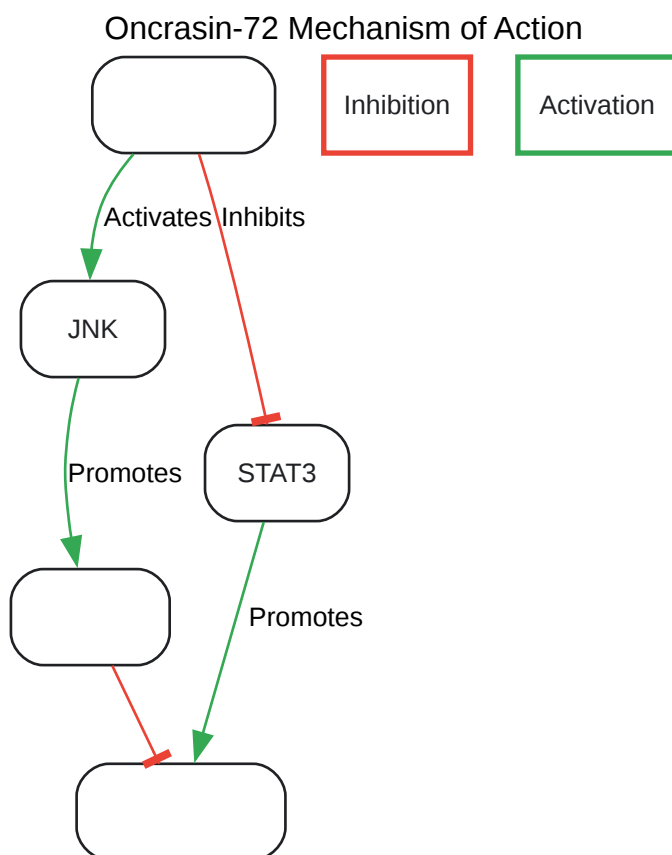 Oncrasin-72 Mechanism of Action
Inhibition
Activation
Activates
Inhibits
JNK
Promotes
STAT3
Promotes